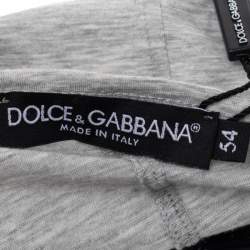 DOLCE & GABBANA
DOLCE & GABBANA®
MADE IN ITALY
54